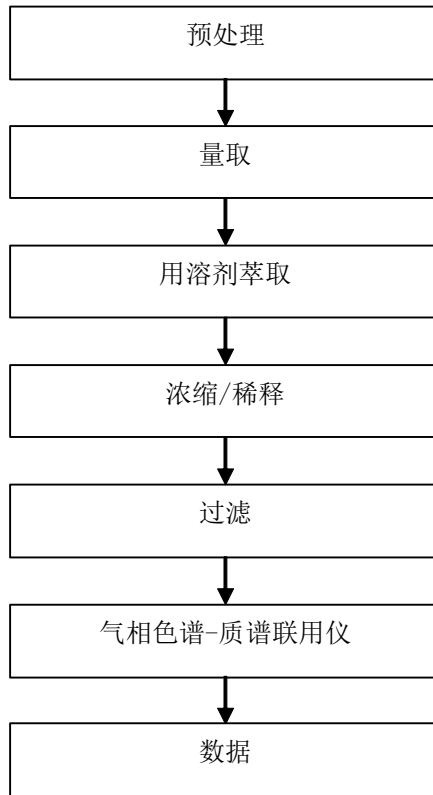 预处理
量取
用溶剂萃取
浓缩/稀释
过滤
气相色谱-质谱联用仪
数据